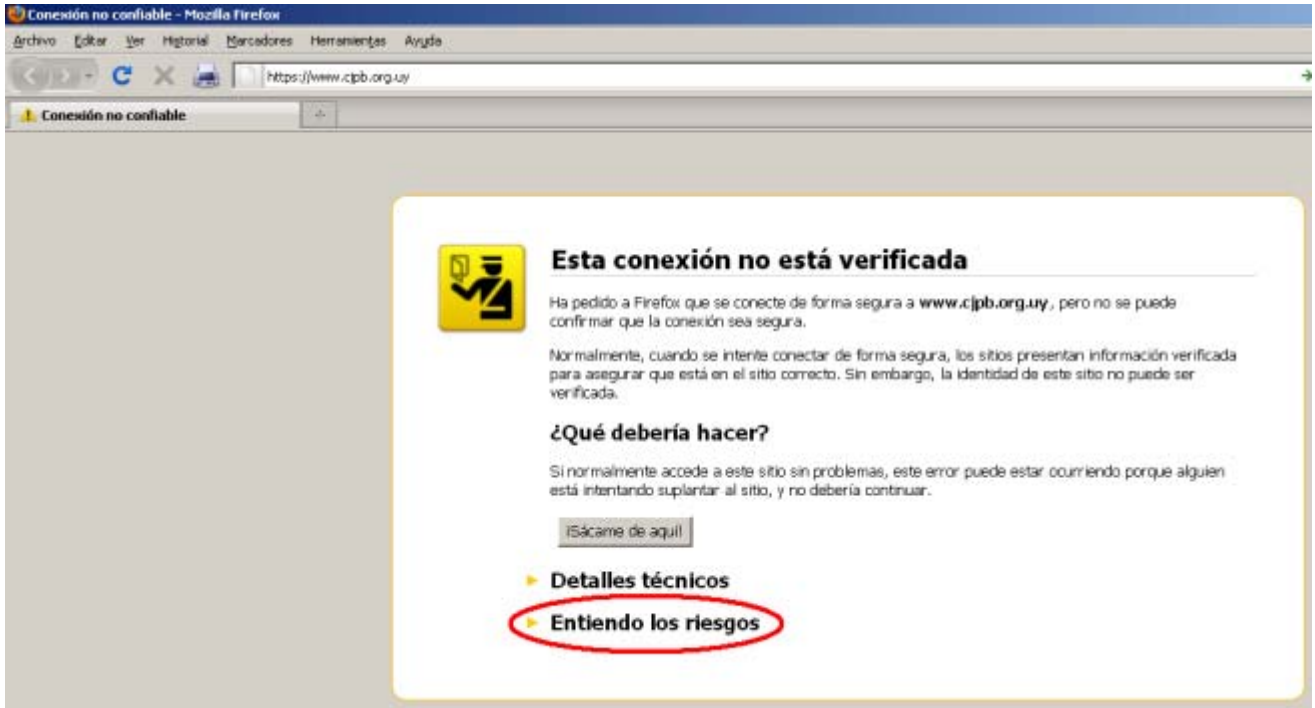 Conexión no confiable - Mozilla Firefox
Archivo Editar Ver Historial Marcadores Herramientas Ayuda
https://www.cjpb.org.uy
Conexión no confiable
Esta conexión no está verificada
Ha pedido a Firefox que se conecte de forma segura a www.cjpb.org.uy, pero no se puede
confirmar que la conexión sea segura.
Normalmente, cuando se intente conectar de forma segura, los sitios presentan información verificada
para asegurar que está en el sitio correcto. Sin embargo, la identidad de este sitio no puede ser
verificada.
¿Qué debería hacer?
Si normalmente accede a este sitio sin problemas, este error puede estar ocurriendo porque alguien
está intentando suplantar al sitio, y no debería continuar.
¡Sácame de aquí!
Detalles técnicos
Entiendo los riesgos